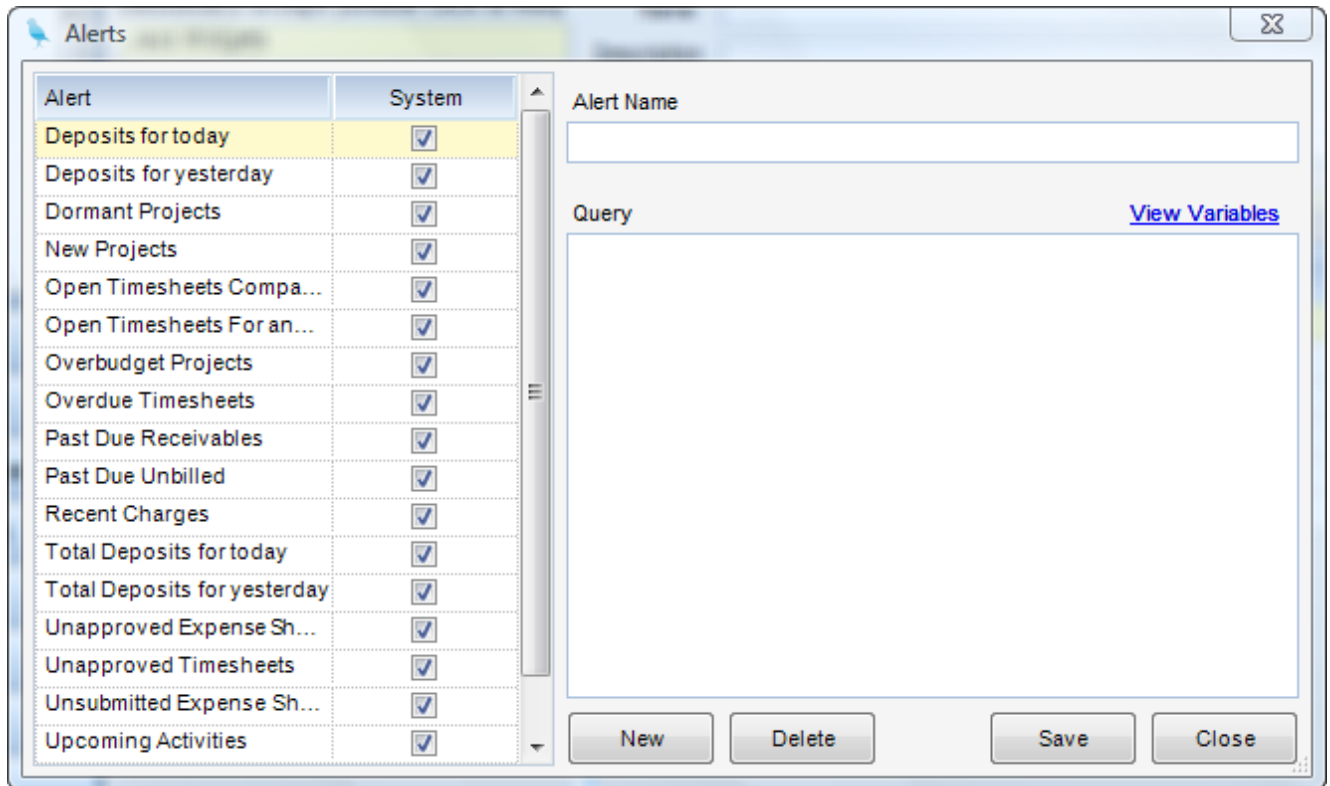 Alerts
Alert System
Deposits for today
Deposits for yesterday
Dormant Projects
New Projects
Open Timesheets Compa...
Open Timesheets For an...
Overbudget Projects
Overdue Timesheets
Past Due Receivables
Past Due Unbilled
Recent Charges
Total Deposits for today
Total Deposits for yesterday
Unapproved Expense Sh...
Unapproved Timesheets
Unsubmitted Expense Sh...
Upcoming Activities
Alert Name
Query View Variables
New Delete Save Close